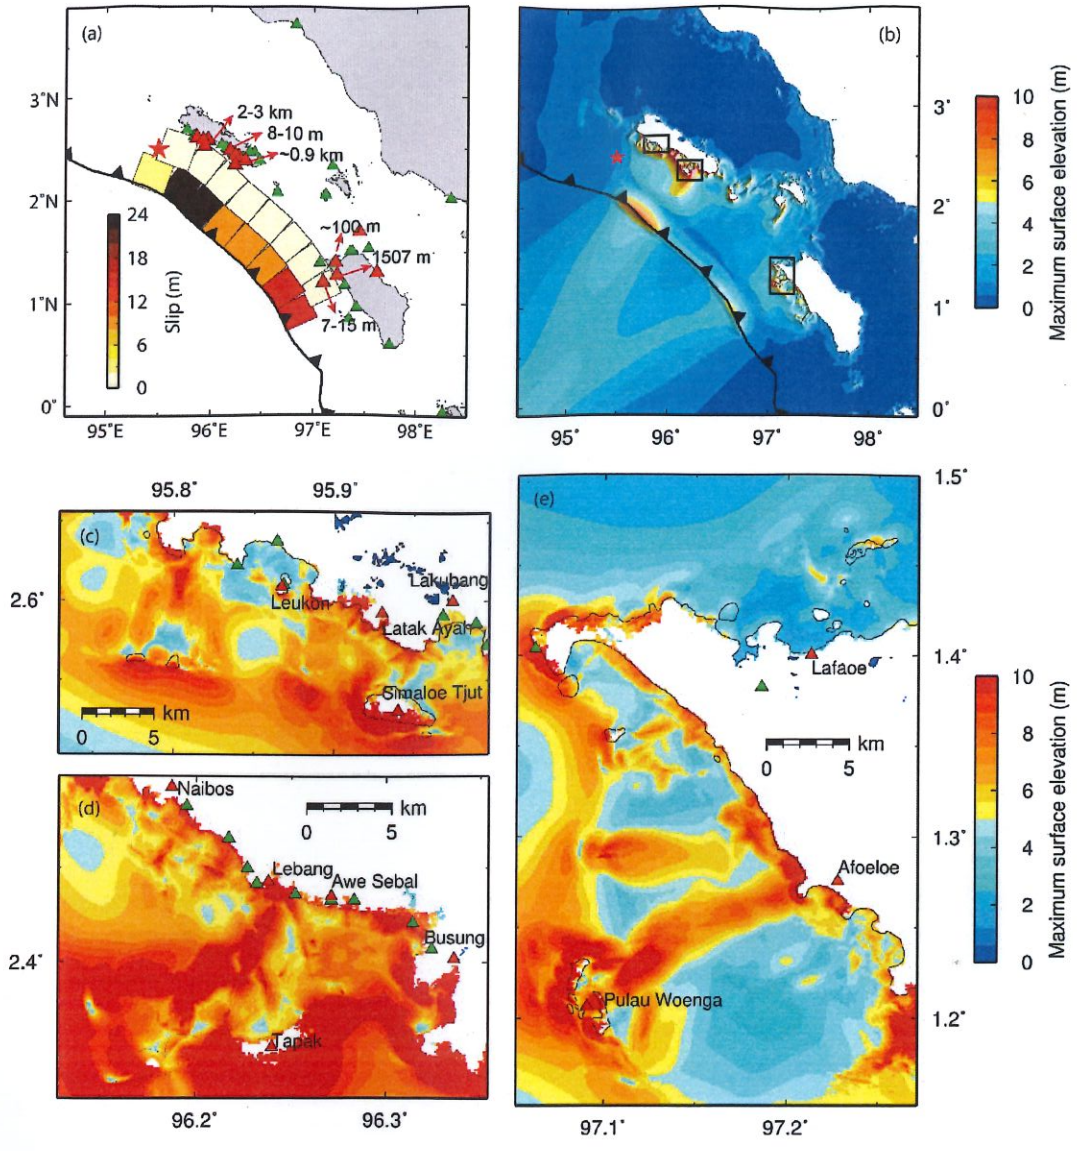 (a)
2-3 km
8-10 m
~0.9 km
~100 m
1507 m
7-15 m
3°N
2°N
1°N
0°
95°E
96°E
97°E
98°E
24
18
12
6
0
Slip (m)
(b)
3°
2°
1°
0°
95°
96°
97°
98°
10
8
6
4
2
0
Maximum surface elevation (m)
95.8°
95.9°
(c)
2.6°
Lakubang
Leukon
Latak Ayah
Simaloe Tjut
km
0
5
(d)
Naibos
km
0
5
Lebang
Awe Sebal
Busung
2.4°
Tapak
96.2°
96.3°
(e)
1.5°
1.4°
1.3°
1.2°
Lafaoe
km
0
5
Afoeloe
Pulau Woenga
97.1°
97.2°
10
8
6
4
2
0
Maximum surface elevation (m)